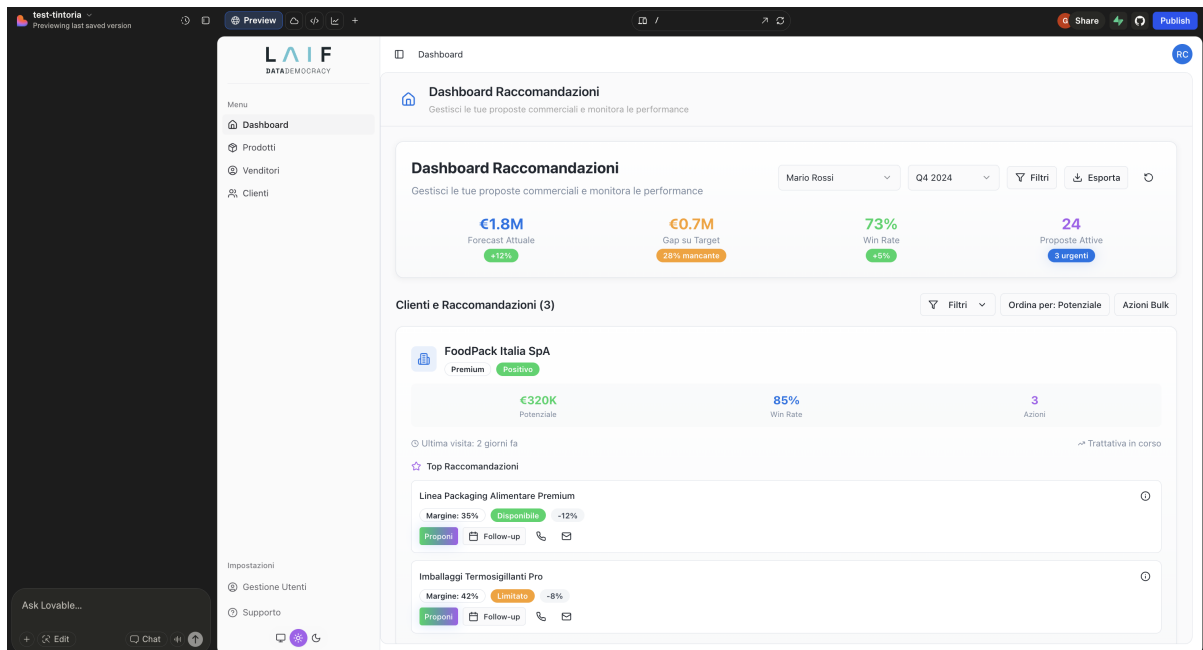 test-tintoria
Previewing last saved version
Preview
/
G
Share
Publish
LAIF
DATADEMOCRACY
Menu
Dashboard
Prodotti
Venditori
Clienti
Impostazioni
Gestione Utenti
Supporto
Ask Lovable...
Edit
Chat
Dashboard
RC
Dashboard Raccomandazioni
Gestisci le tue proposte commerciali e monitora le performance
Dashboard Raccomandazioni
Gestisci le tue proposte commerciali e monitora le performance
Mario Rossi
Q4 2024
Filtri
Esporta
€1.8M
Forecast Attuale
+12%
€0.7M
Gap su Target
28% mancante
73%
Win Rate
+5%
24
Proposte Attive
3 urgenti
Clienti e Raccomandazioni (3)
Filtri
Ordina per: Potenziale
Azioni Bulk
FoodPack Italia SpA
Premium
Positivo
€320K
Potenziale
85%
Win Rate
3
Azioni
Ultima visita: 2 giorni fa
Trattativa in corso
Top Raccomandazioni
Linea Packaging Alimentare Premium
Margine: 35%
Disponibile
-12%
Proponi
Follow-up
Imballaggi Termosigillanti Pro
Margine: 42%
Limitato
-8%
Proponi
Follow-up